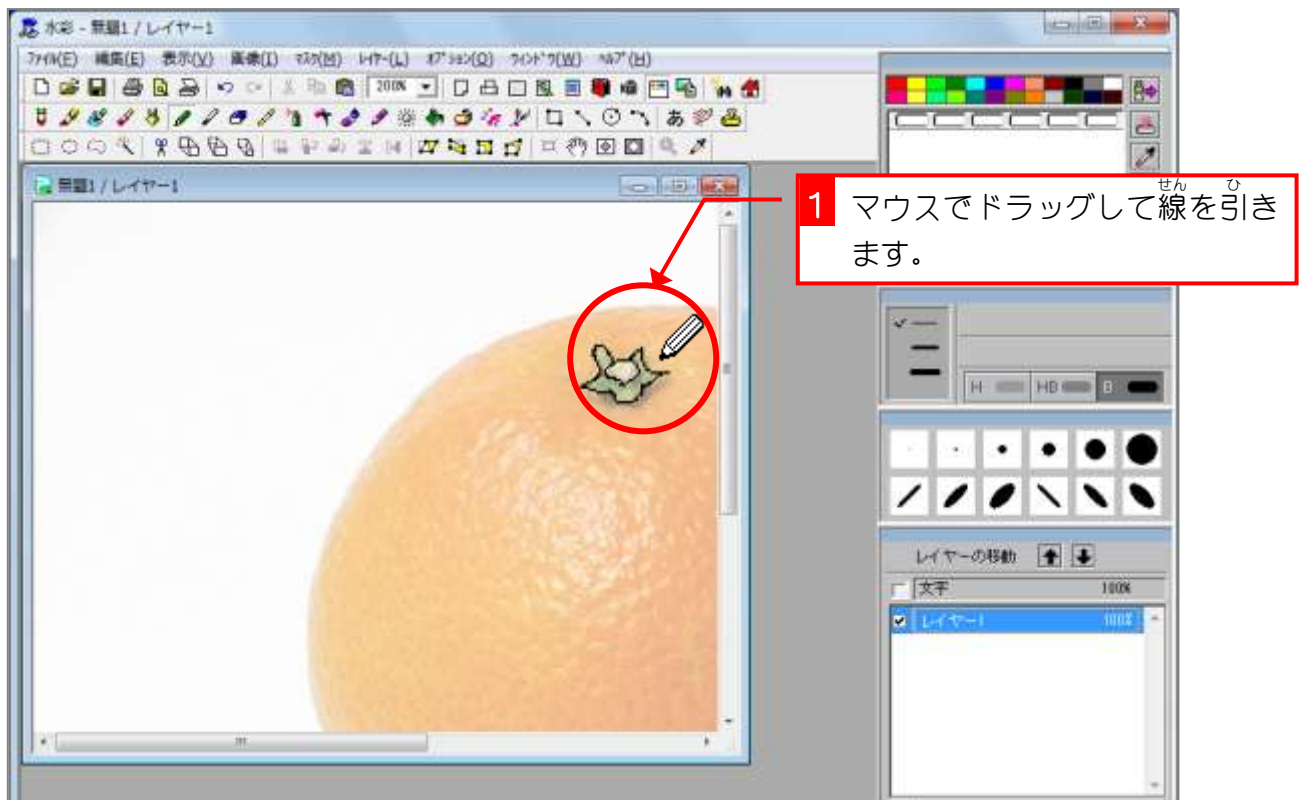 水彩 - 無題1 / レイヤー1
ファイル(E) 編集(E) 表示(V) 画像(I) マスク(M) レイヤー(L) オプション(O) ウインドウ(W) ヘルプ(H)
200%
あ
無題1 / レイヤー1
せん ひ
1 マウスでドラッグして線を引き
ます。
H HB B
レイヤーの移動
文字 100%
レイヤー1 100%